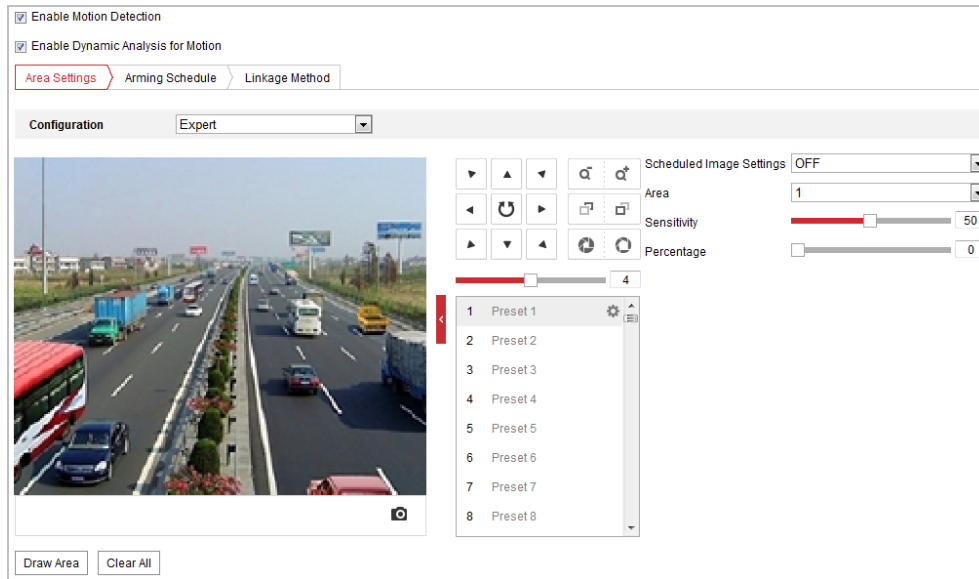 Enable Motion Detection
Enable Dynamic Analysis for Motion
Area Settings
Arming Schedule
Linkage Method
Configuration
Expert
Scheduled Image Settings
OFF
Area
1
Sensitivity
50
Percentage
0
4
1 Preset 1
2 Preset 2
3 Preset 3
4 Preset 4
5 Preset 5
6 Preset 6
7 Preset 7
8 Preset 8
Draw Area
Clear All